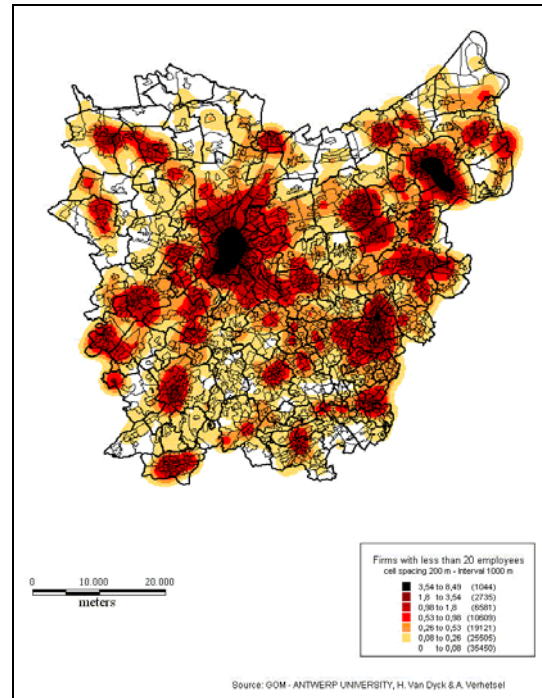 0 10.000 20.000
meters
Firms with less than 20 employees
cell spacing 200 m - Interval 1000 m
3,54 to 8,49 (1044)
1,8 to 3,54 (2735)
0,98 to 1,8 (6581)
0,53 to 0,98 (10609)
0,26 to 0,53 (19121)
0,08 to 0,26 (25505)
0 to 0,08 (35450)
Source: GOM - ANTWERP UNIVERSITY, H. Van Dyck & A. Verhetsel